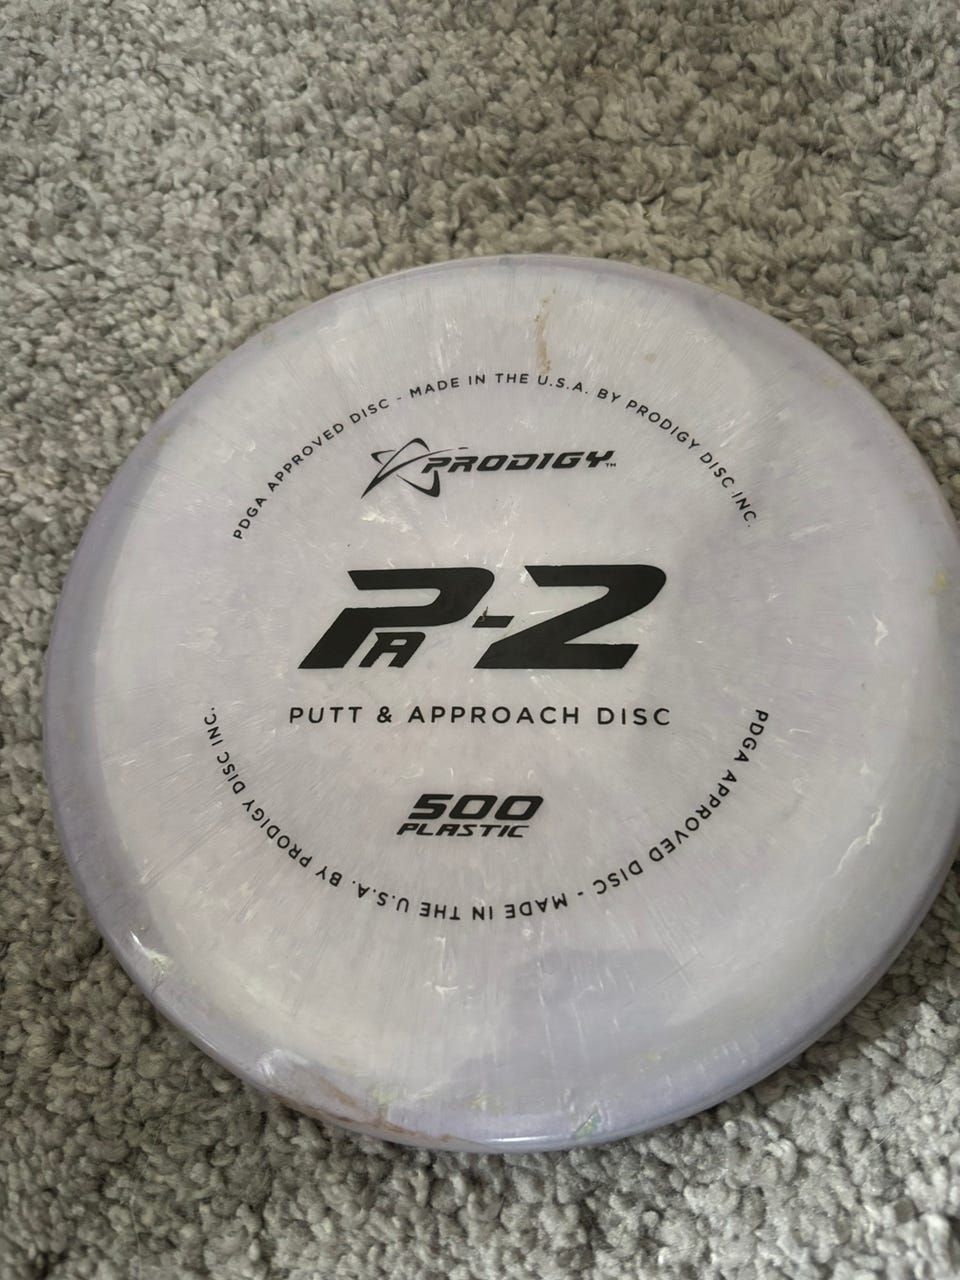 PDGA APPROVED DISC - MADE IN THE U.S.A. BY PRODIGY DISC INC.
PRODIGY™
PA-2
PUTT & APPROACH DISC
500
PLASTIC
PDGA APPROVED DISC - MADE IN THE U.S.A. BY PRODIGY DISC INC.